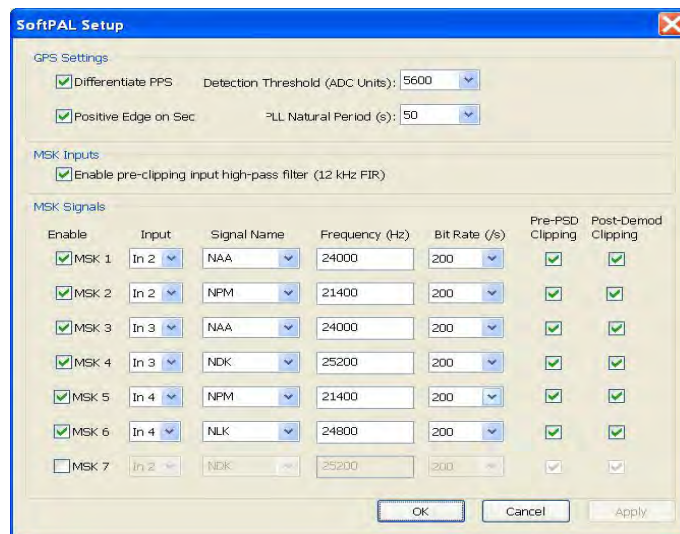 SoftPAL Setup
GPS Settings
Differentiate PPS Detection Threshold (ADC Units): 5600
Positive Edge on Sec PLL Natural Period (s): 50
MSK Inputs
Enable pre-clipping input high-pass filter (12 kHz FIR)
MSK Signals
Enable Input Signal Name Frequency (Hz) Bit Rate (/s) Pre-PSD Clipping Post-Demod Clipping
MSK 1 In 2 NAA 24000 200
MSK 2 In 2 NPM 21400 200
MSK 3 In 3 NAA 24000 200
MSK 4 In 3 NDK 25200 200
MSK 5 In 4 NPM 21400 200
MSK 6 In 4 NLK 24800 200
MSK 7 In 2 NDK 25200 200
OK Cancel Apply